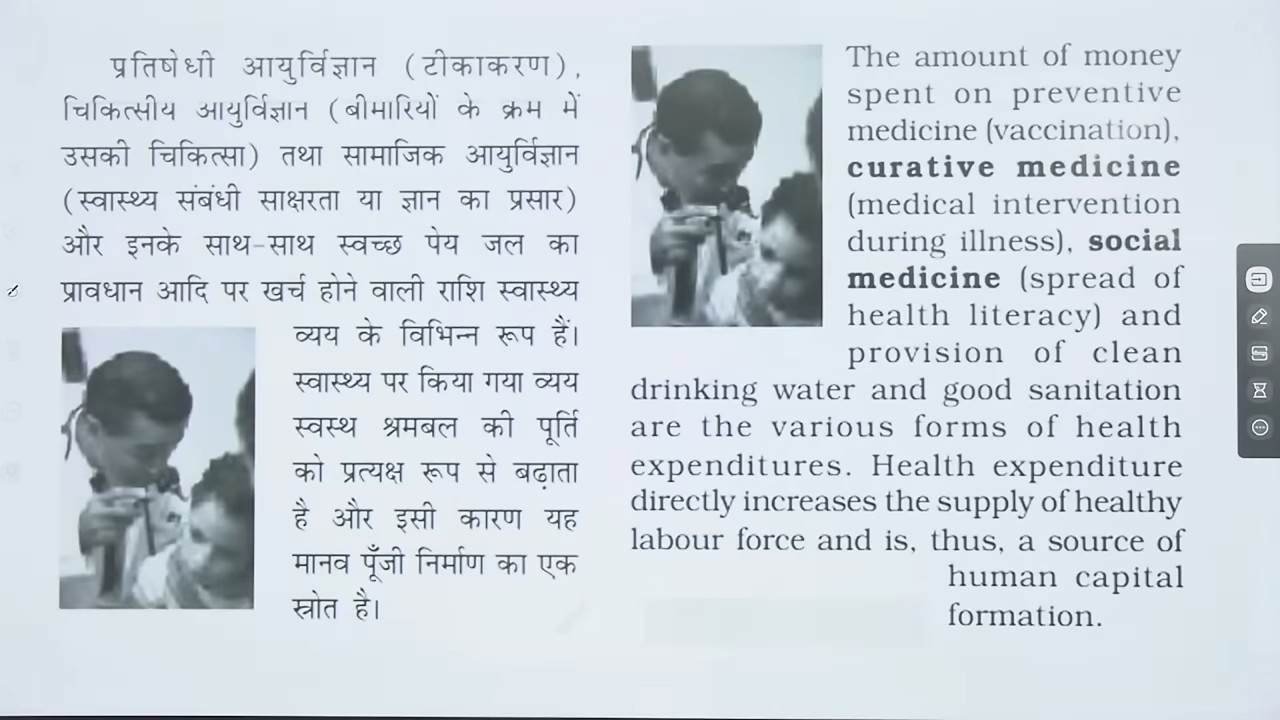 प्रतिषेधी आयुर्विज्ञान (टीकाकरण),
चिकित्सीय आयुर्विज्ञान (बीमारियों के क्रम में
उसकी चिकित्सा) तथा सामाजिक आयुर्विज्ञान
(स्वास्थ्य संबंधी साक्षरता या ज्ञान का प्रसार)
और इनके साथ-साथ स्वच्छ पेय जल का
प्रावधान आदि पर खर्च होने वाली राशि स्वास्थ्य
व्यय के विभिन्न रूप हैं।
स्वास्थ्य पर किया गया व्यय
स्वस्थ श्रमबल की पूर्ति
को प्रत्यक्ष रूप से बढ़ाता
है और इसी कारण यह
मानव पूँजी निर्माण का एक
स्रोत है।
The amount of money
spent on preventive
medicine (vaccination),
curative medicine
(medical intervention
during illness), social
medicine (spread of
health literacy) and
provision of clean
drinking water and good sanitation
are the various forms of health
expenditures. Health expenditure
directly increases the supply of healthy
labour force and is, thus, a source of
human capital
formation.